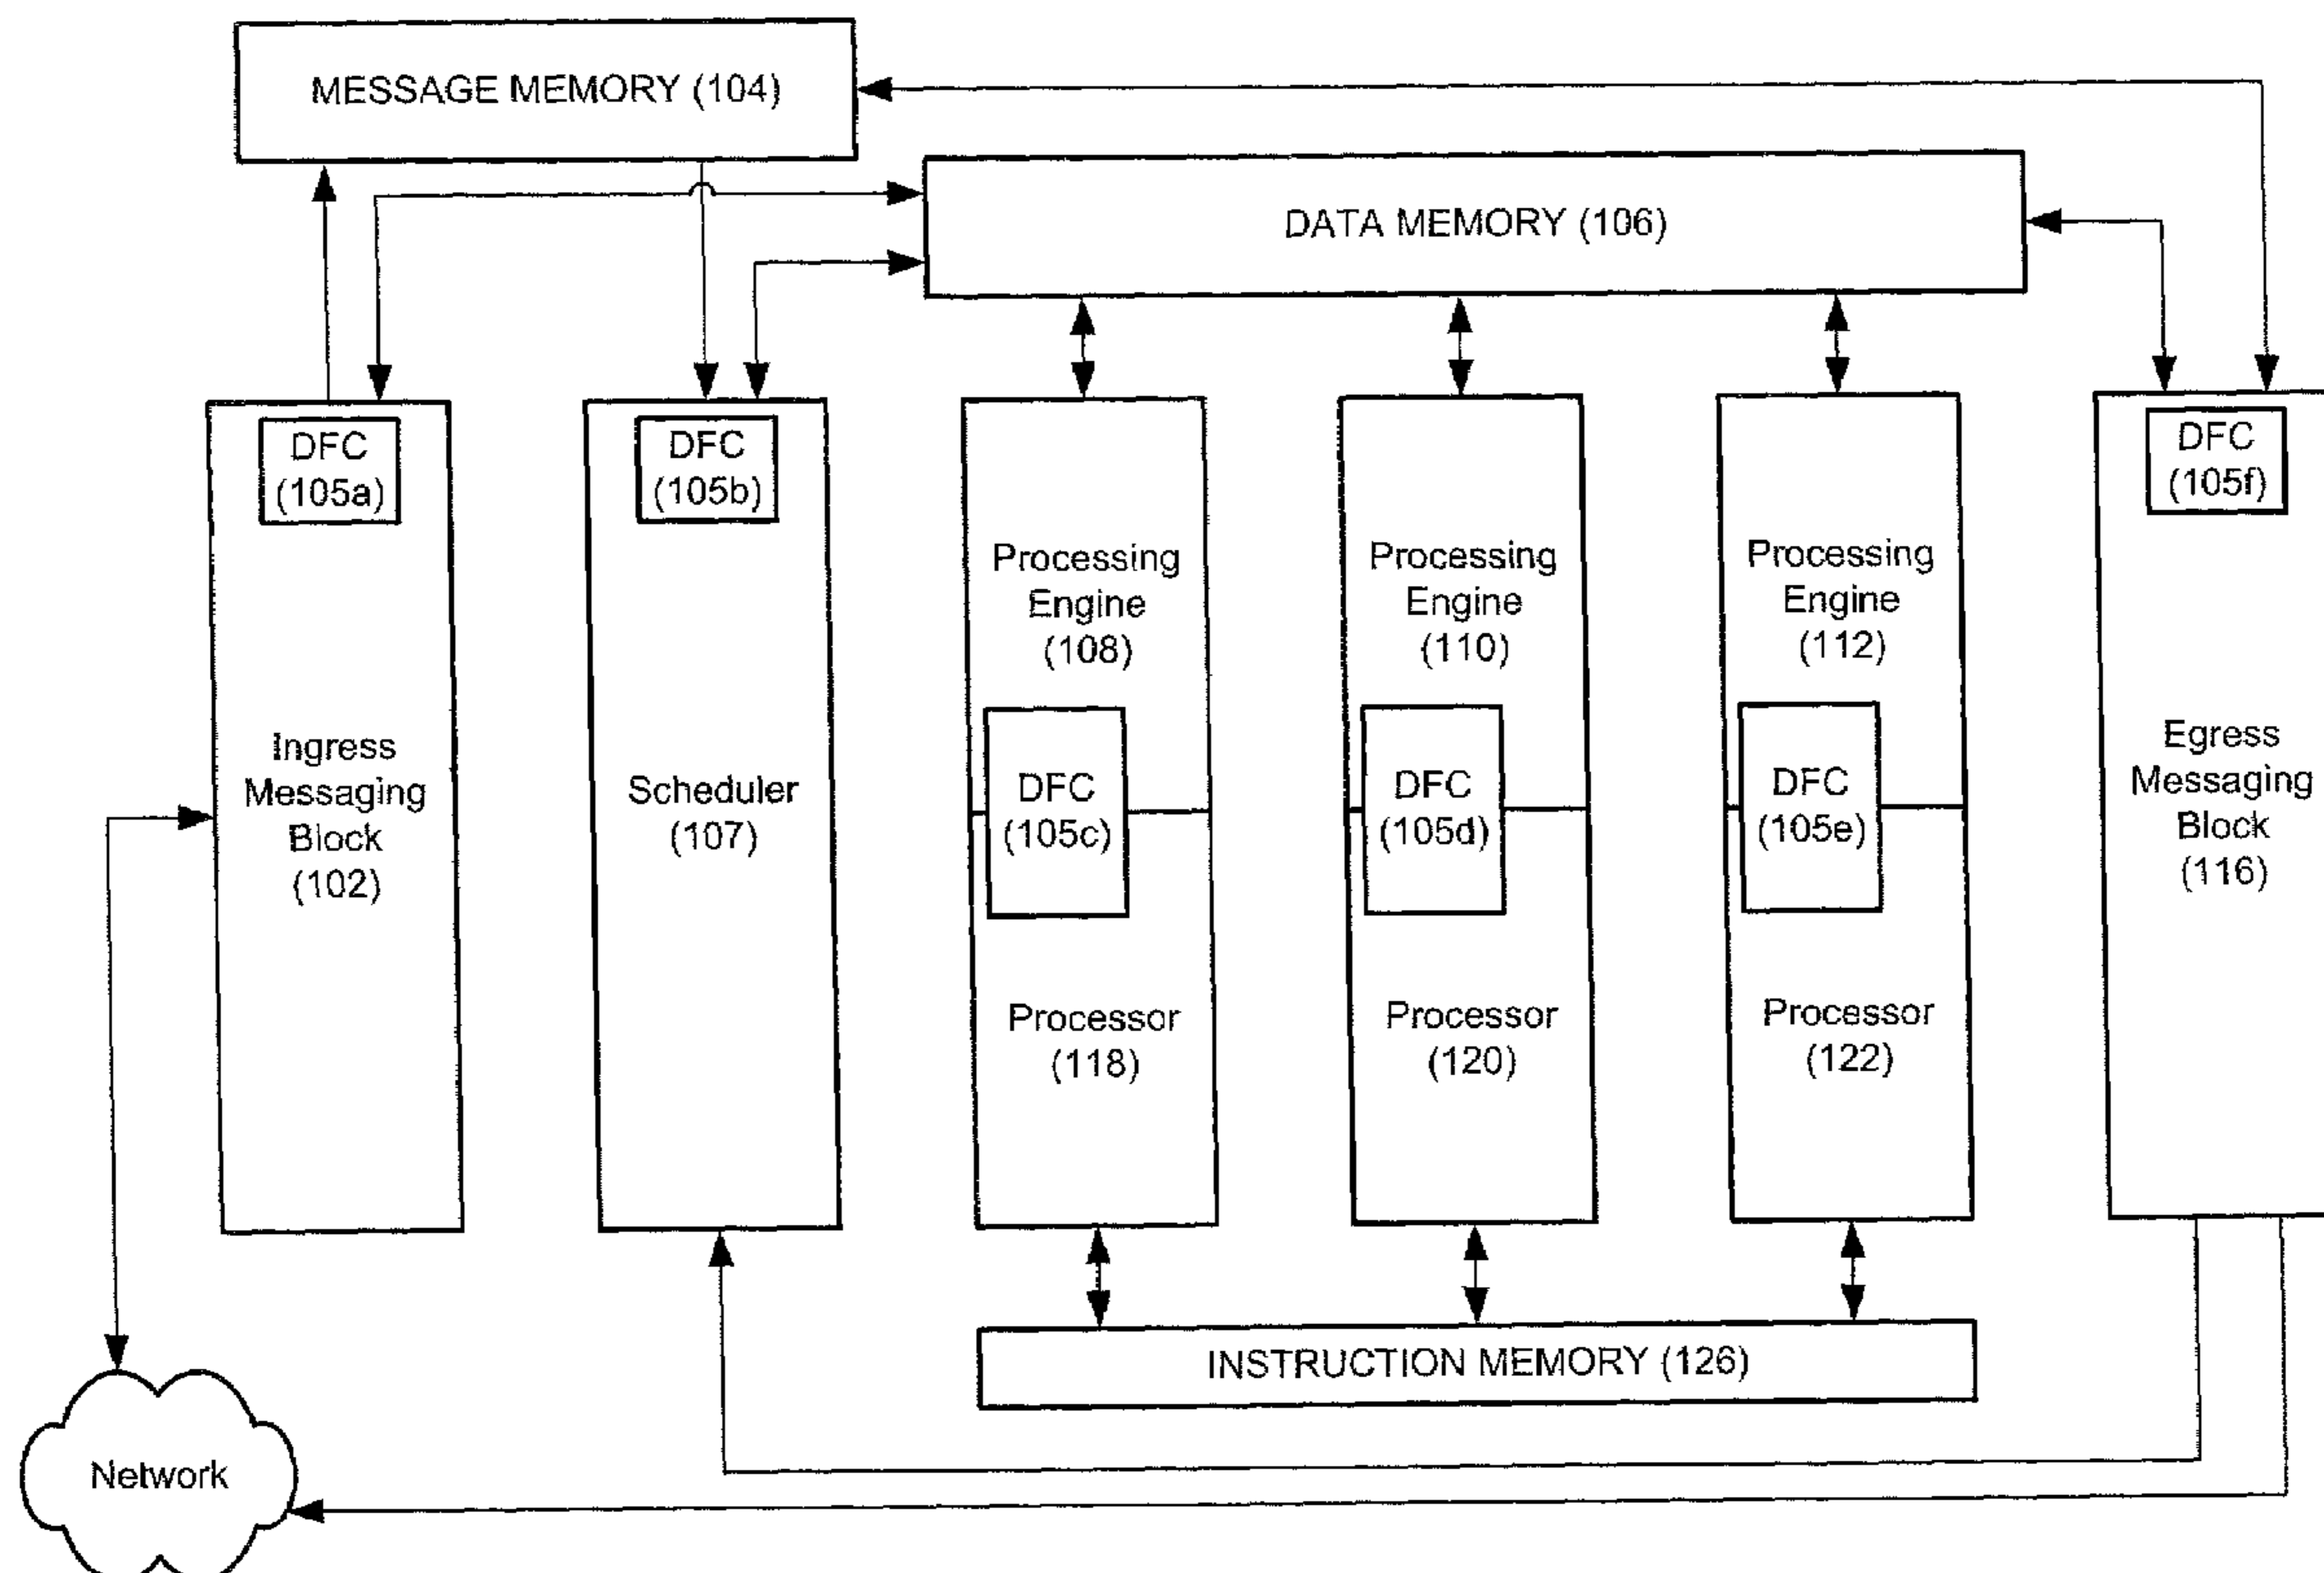 MESSAGE MEMORY (104)
DATA MEMORY (106)
DFC
(105a)
DFC
(105b)
DFC
(105f)
Processing
Engine
(108)
Processing
Engine
(110)
Processing
Engine
(112)
Ingress
Messaging
Block
(102)
Scheduler
(107)
DFC
(105c)
DFC
(105d)
DFC
(105e)
Egress
Messaging
Block
(116)
Processor
(118)
Processor
(120)
Processor
(122)
INSTRUCTION MEMORY (126)
Network